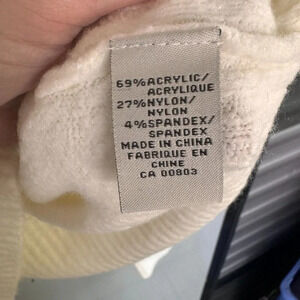 69%ACRYLIC/
ACRYLIQUE
27%NYLON/
NYLON
4%SPANDEX/
SPANDEX
MADE IN CHINA
FABRIQUE EN
CHINE
CA 00803